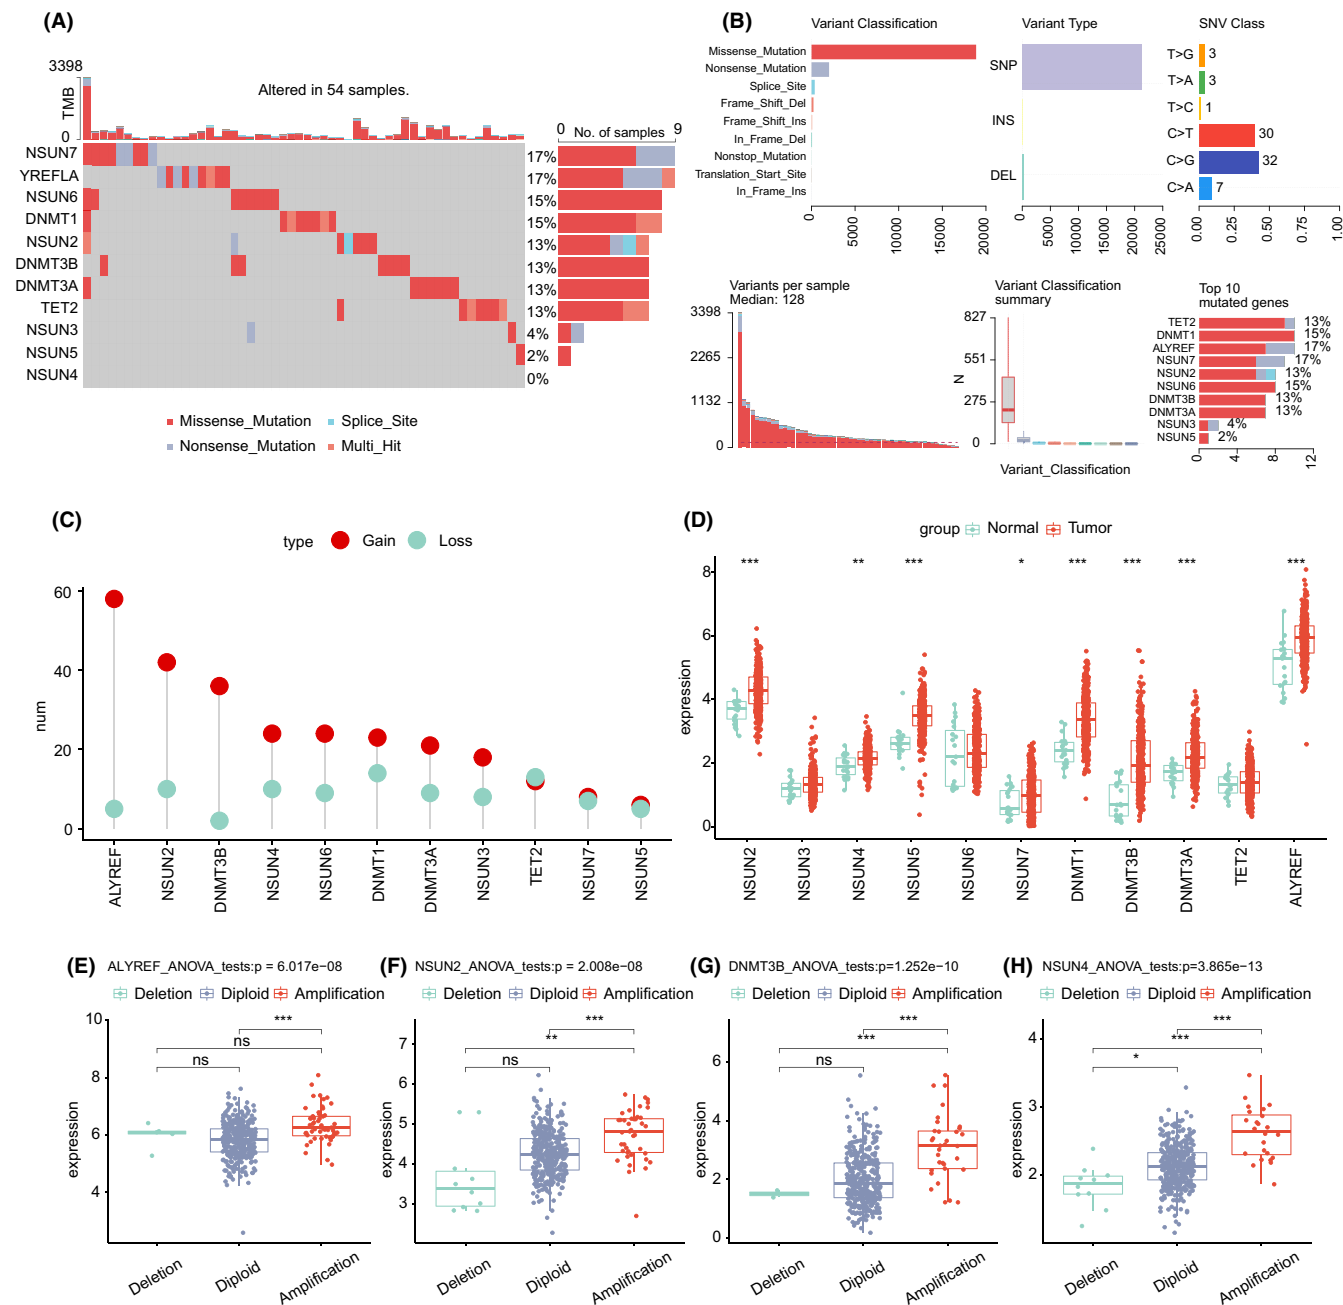 (A)
3398
TMB
0
Altered in 54 samples.
0 No. of samples 9
NSUN7 17%
YREFLA 17%
NSUN6 15%
DNMT1 15%
NSUN2 13%
DNMT3B 13%
DNMT3A 13%
TET2 13%
NSUN3 4%
NSUN5 2%
NSUN4 0%
Missense_Mutation Splice_Site
Nonsense_Mutation Multi_Hit
(B)
Variant Classification
Missense_Mutation
Nonsense_Mutation
Splice_Site
Frame_Shift_Del
Frame_Shift_Ins
In_Frame_Del
Nonstop_Mutation
Translation_Start_Site
In_Frame_Ins
0 5000 10000 15000 20000
Variant Type
SNP
INS
DEL
0 5000 10000 15000 20000 25000
SNV Class
T>G 3
T>A 3
T>C 1
C>T 30
C>G 32
C>A 7
0.00 0.25 0.50 0.75 1.00
Variants per sample
Median: 128
3398
2265
1132
0
Variant Classification
summary
827
551
275
0
N
Variant_Classification
Top 10
mutated genes
TET2 13%
DNMT1 15%
ALYREF 17%
NSUN7 17%
NSUN2 13%
NSUN6 15%
DNMT3B 13%
DNMT3A 13%
NSUN3 4%
NSUN5 2%
0 4 8 12
(C)
type Gain Loss
60
40
20
0
num
ALYREF NSUN2 DNMT3B NSUN4 NSUN6 DNMT1 DNMT3A NSUN3 TET2 NSUN7 NSUN5
(D)
group Normal Tumor
*** ** *** * *** *** *** ***
8
6
4
2
0
expression
NSUN2 NSUN3 NSUN4 NSUN5 NSUN6 NSUN7 DNMT1 DNMT3B DNMT3A TET2 ALYREF
(E) ALYREF_ANOVA_tests:p = 6.017e−08
Deletion Diploid Amplification
***
ns
ns
10
8
6
4
expression
Deletion Diploid Amplification
(F) NSUN2_ANOVA_tests:p = 2.008e−08
Deletion Diploid Amplification
***
**
ns
7
6
5
4
3
expression
Deletion Diploid Amplification
(G) DNMT3B_ANOVA_tests:p=1.252e−10
Deletion Diploid Amplification
***
***
ns
6
4
2
0
expression
Deletion Diploid Amplification
(H) NSUN4_ANOVA_tests:p=3.865e−13
Deletion Diploid Amplification
***
***
*
4
3
2
expression
Deletion Diploid Amplification